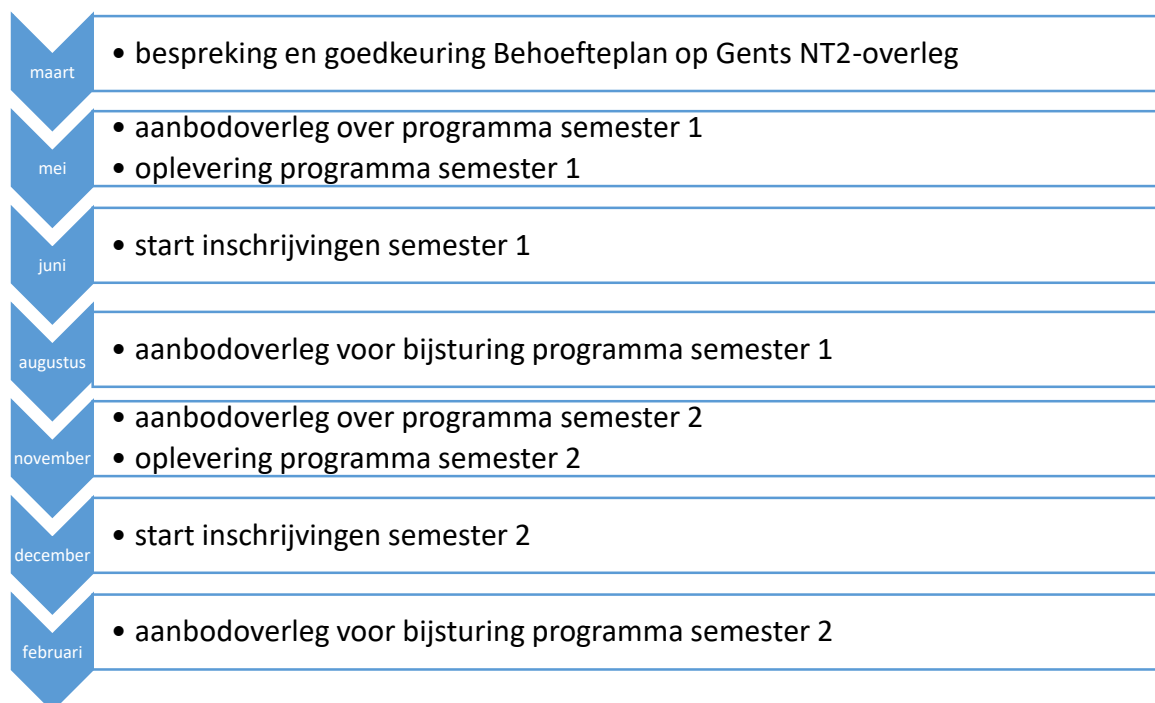 maart
• bespreking en goedkeuring Behoefteplan op Gents NT2-overleg
mei
• aanbodoverleg over programma semester 1
• oplevering programma semester 1
juni
• start inschrijvingen semester 1
augustus
• aanbodoverleg voor bijsturing programma semester 1
november
• aanbodoverleg over programma semester 2
• oplevering programma semester 2
december
• start inschrijvingen semester 2
februari
• aanbodoverleg voor bijsturing programma semester 2